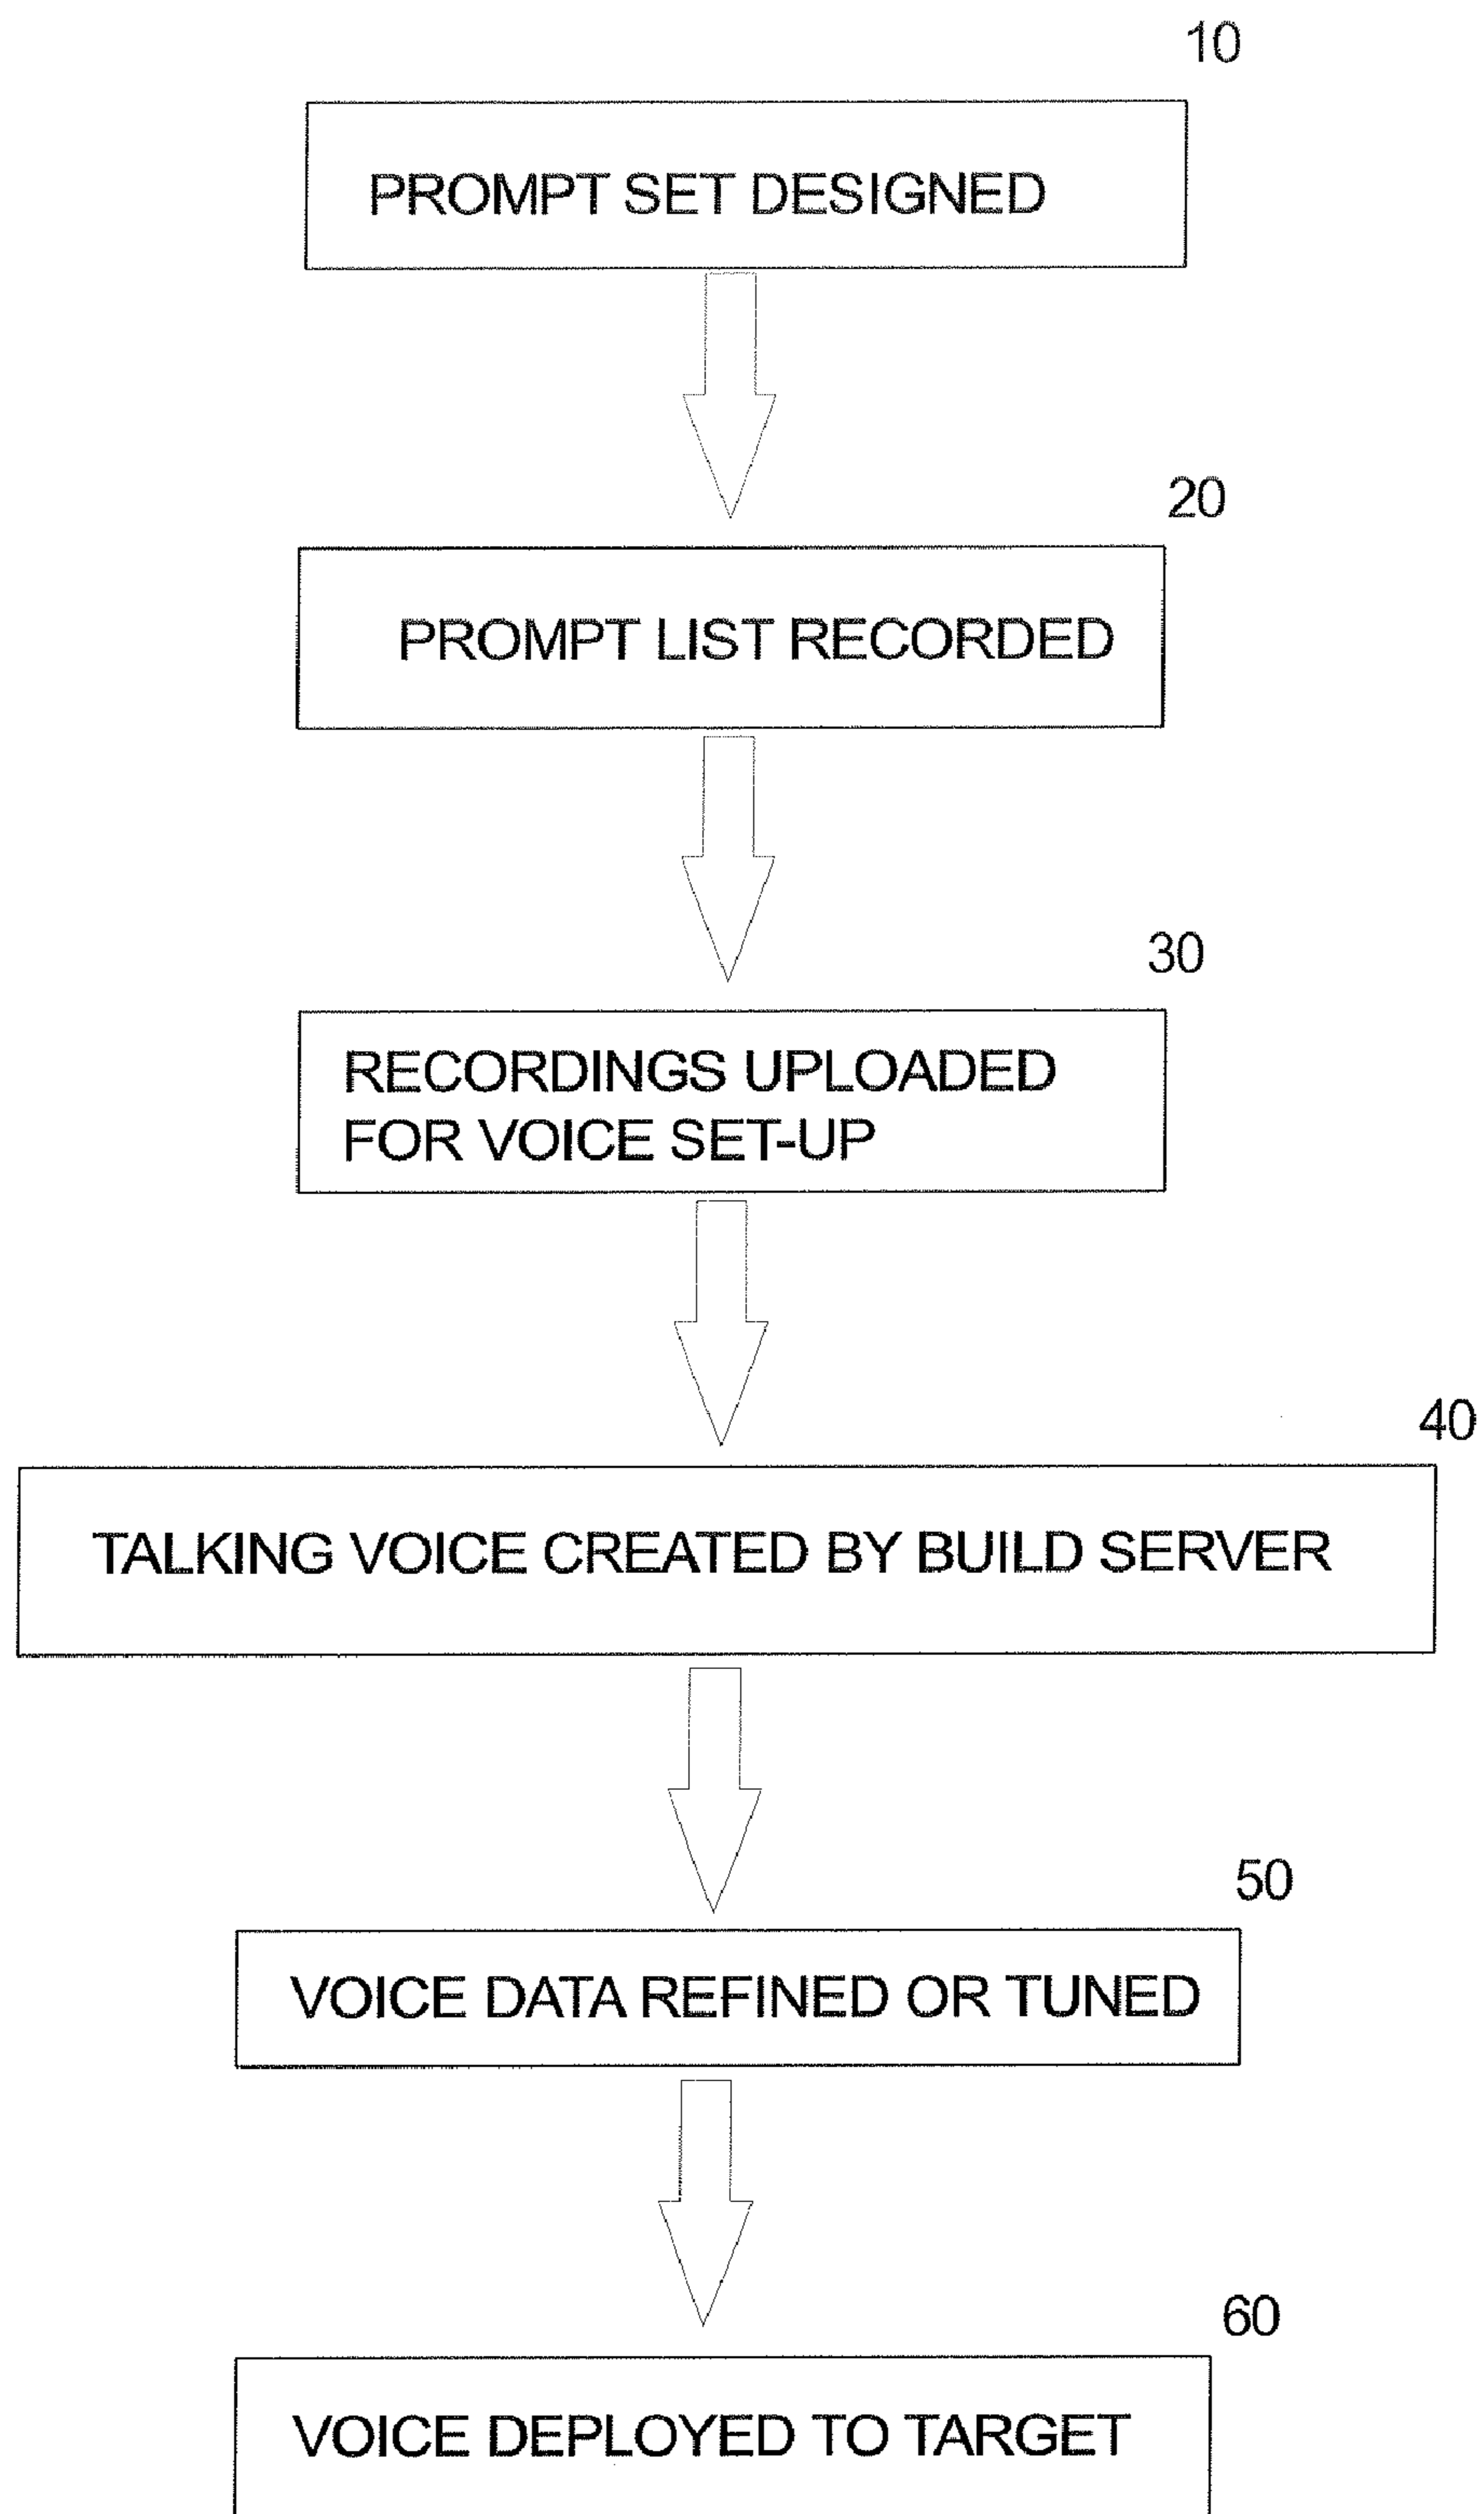 10
PROMPT SET DESIGNED
20
PROMPT LIST RECORDED
30
RECORDINGS UPLOADED
FOR VOICE SET-UP
40
TALKING VOICE CREATED BY BUILD SERVER
50
VOICE DATA REFINED OR TUNED
60
VOICE DEPLOYED TO TARGET